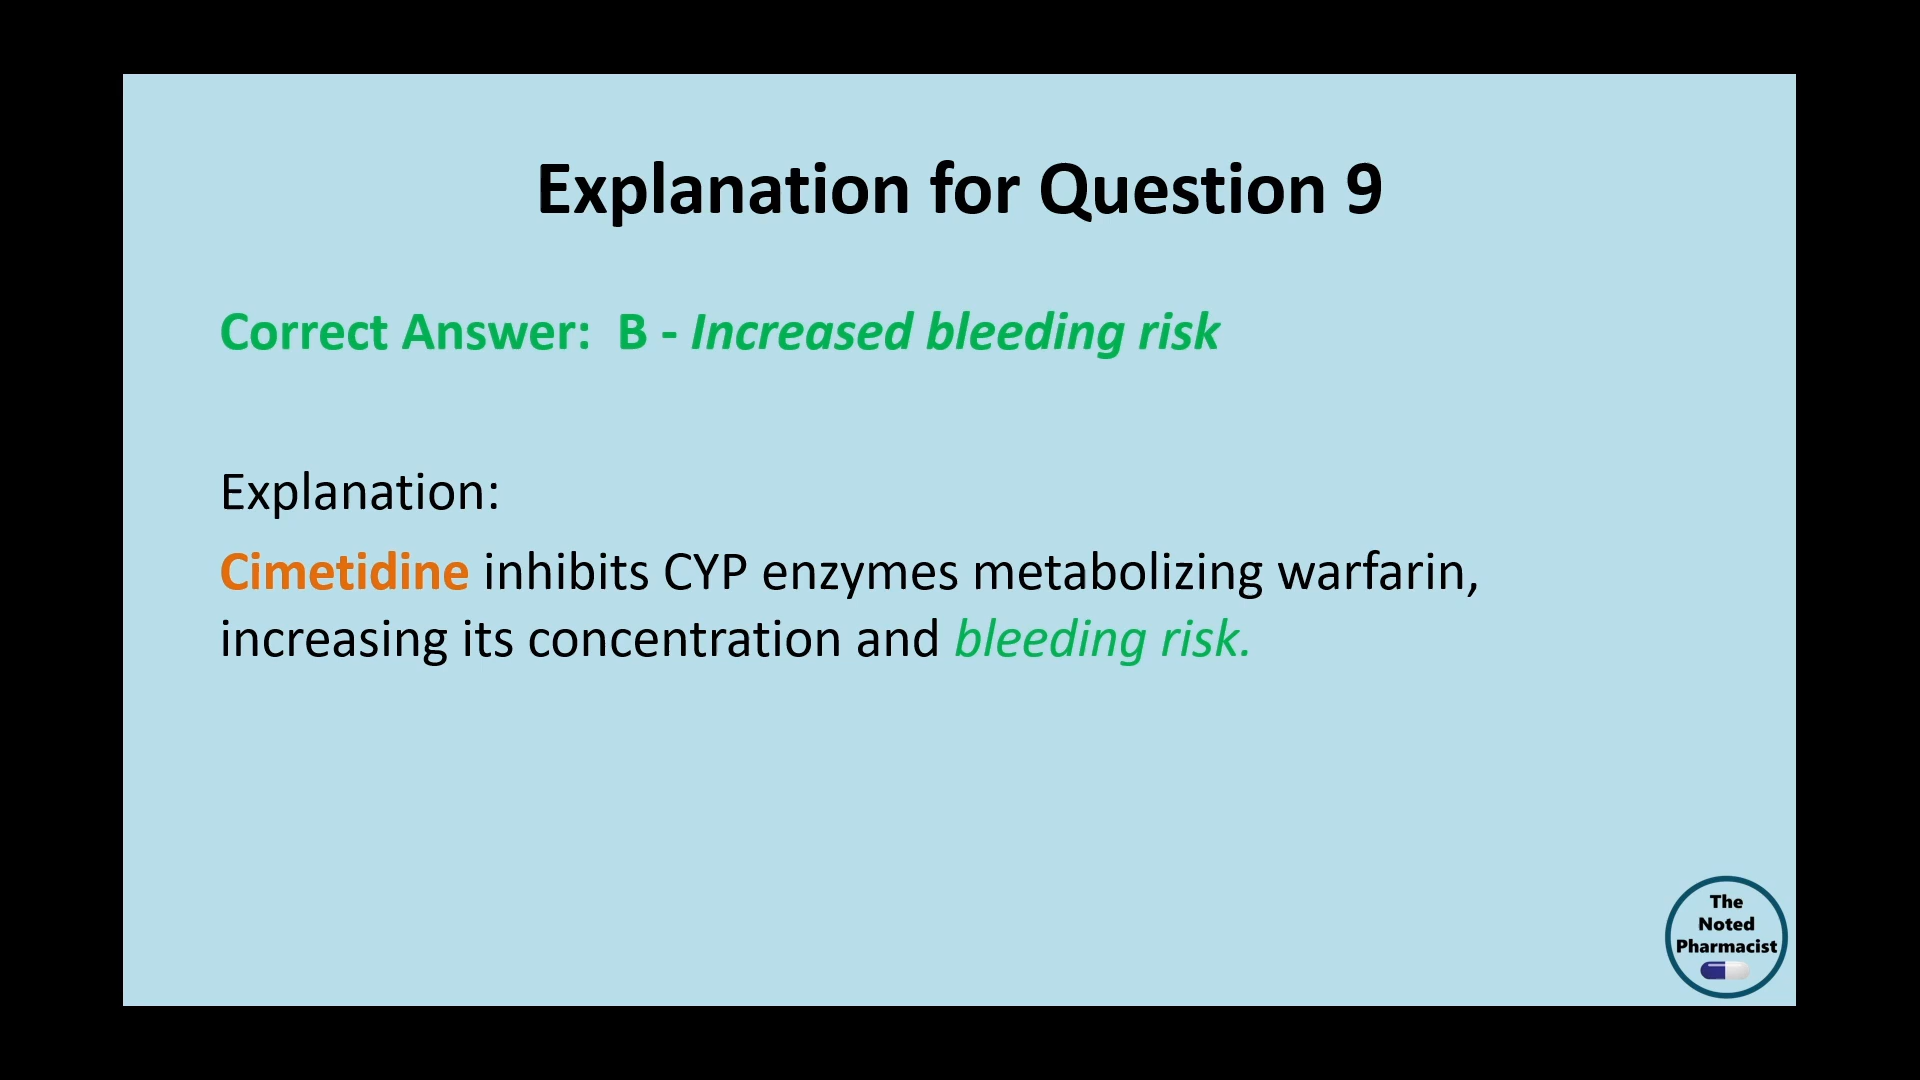 Explanation for Question 9
Correct Answer:  B - Increased bleeding risk
Explanation:
Cimetidine inhibits CYP enzymes metabolizing warfarin,
increasing its concentration and bleeding risk.
The
Noted
Pharmacist